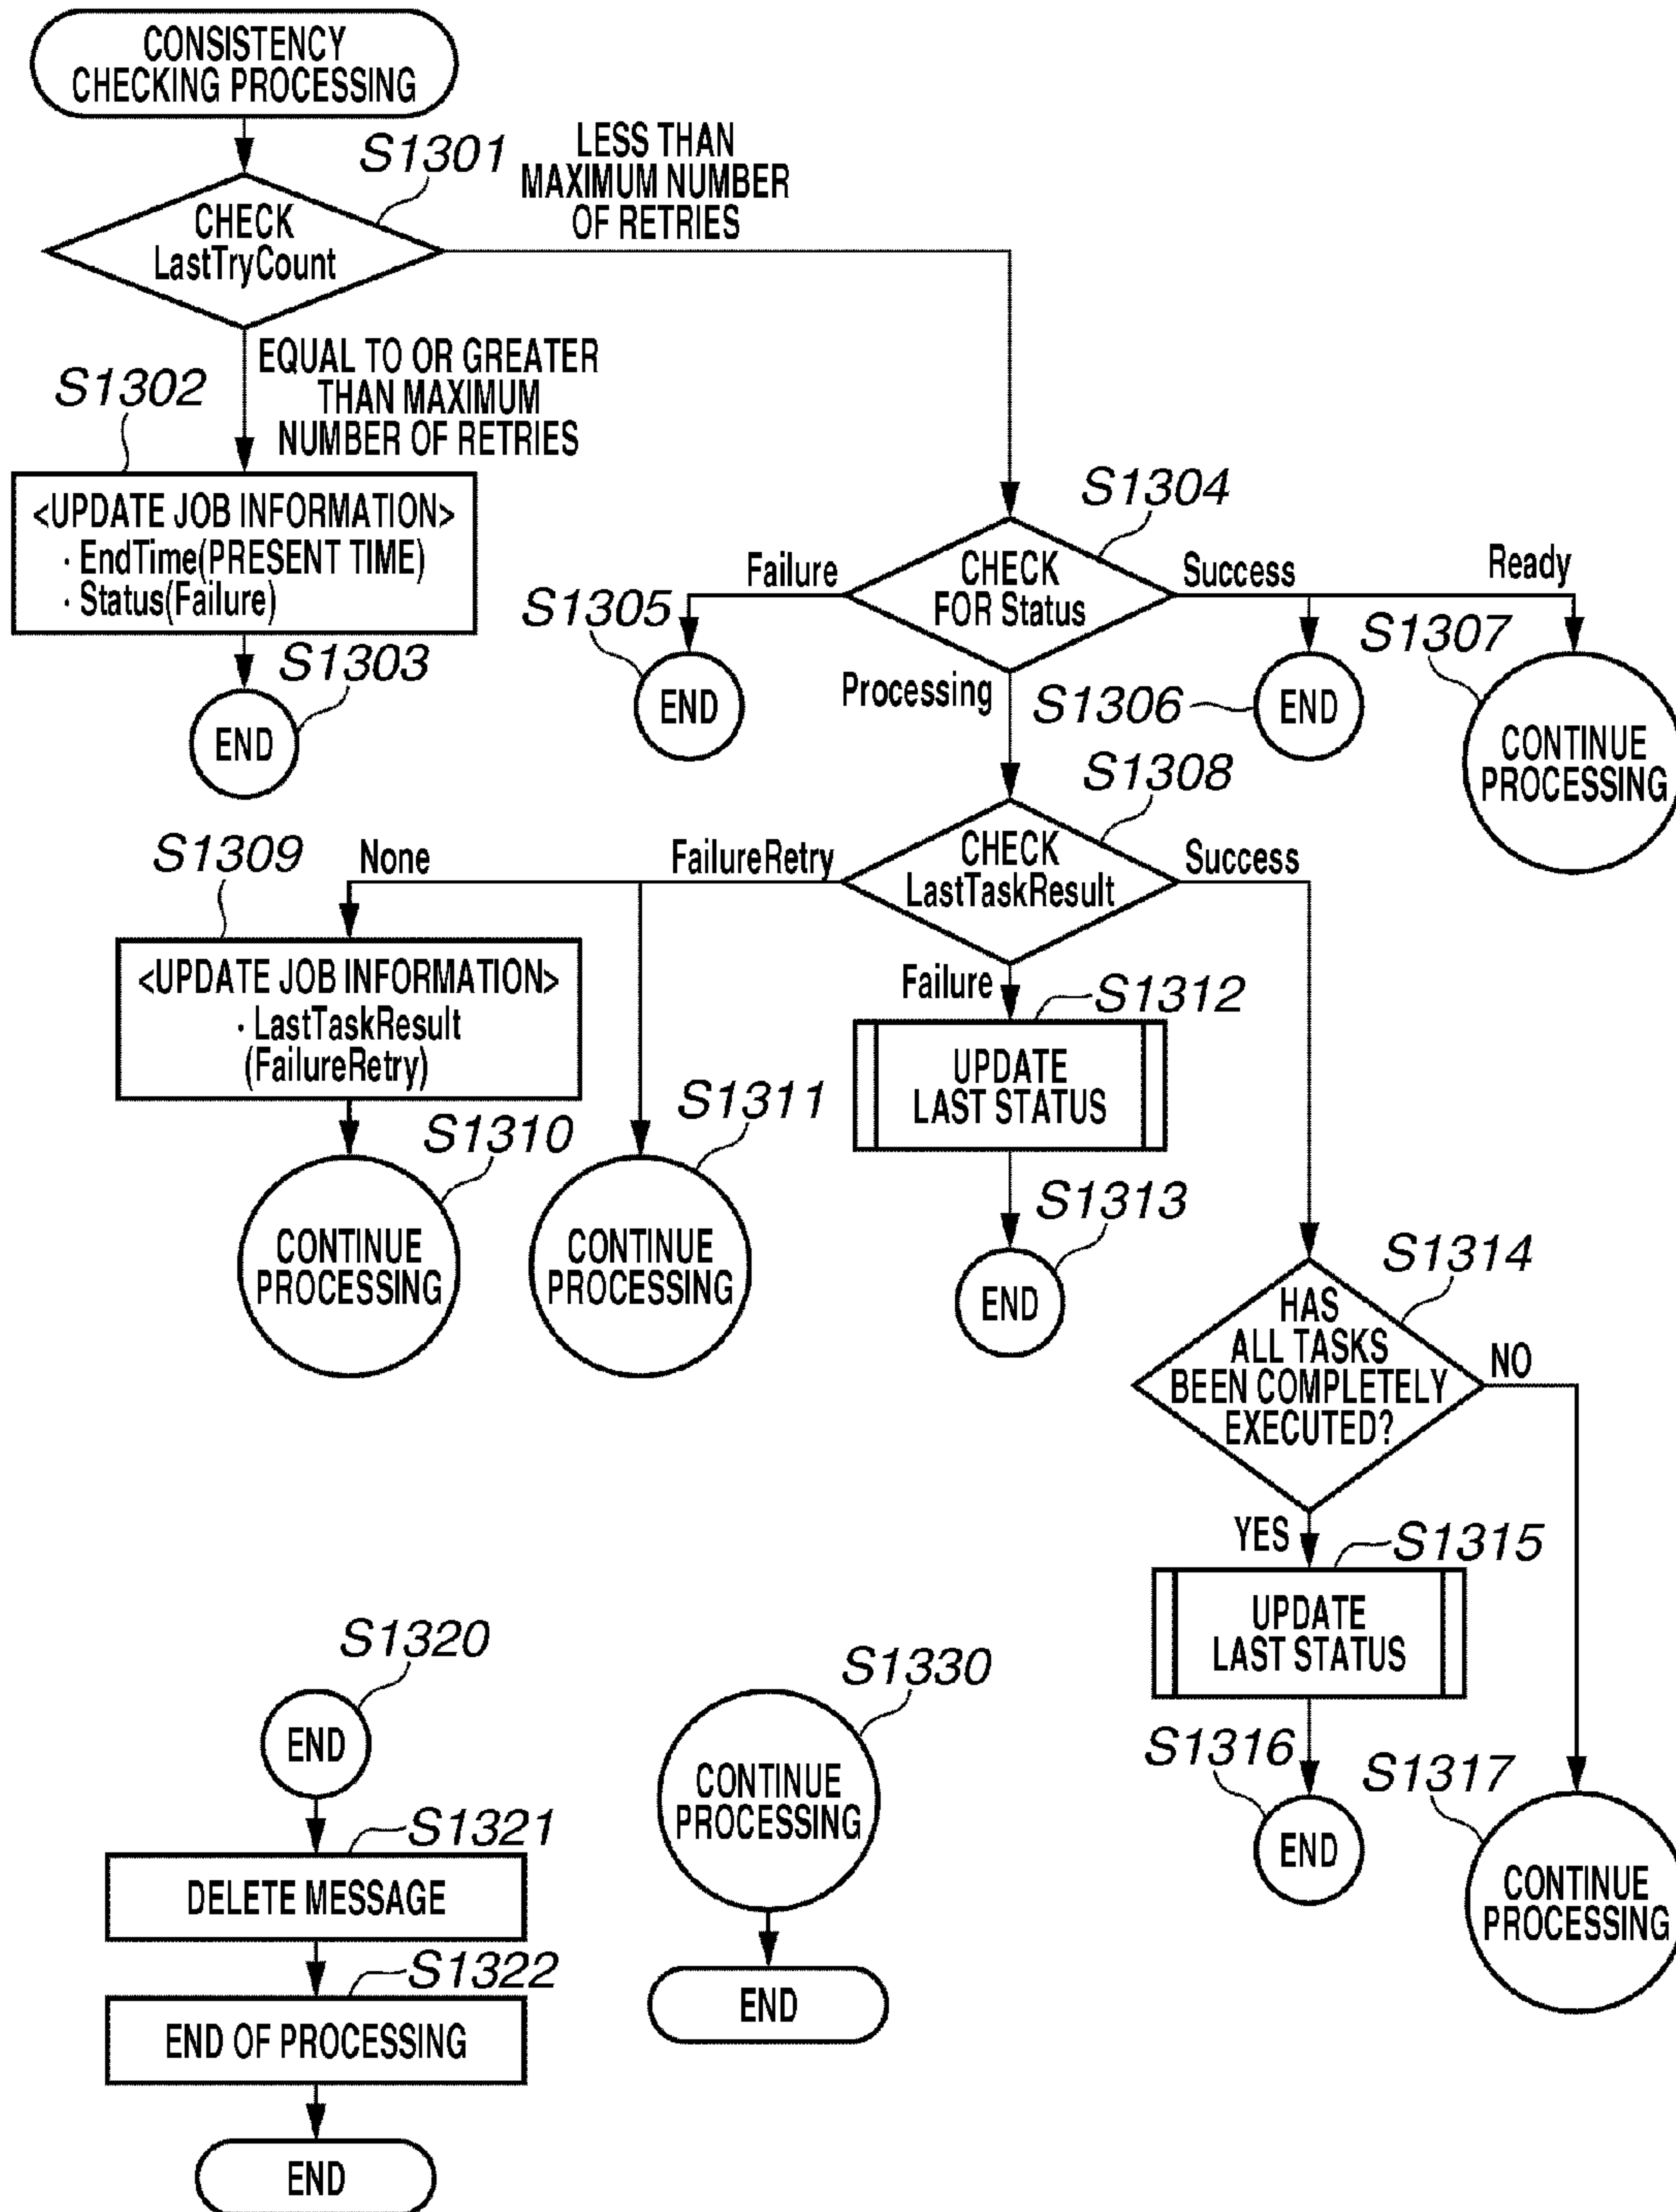 CONSISTENCY
CHECKING PROCESSING
S1301
LESS THAN
MAXIMUM NUMBER
OF RETRIES
CHECK
LastTryCount
EQUAL TO OR GREATER
THAN MAXIMUM
NUMBER OF RETRIES
S1302
<UPDATE JOB INFORMATION>
· EndTime(PRESENT TIME)
· Status(Failure)
S1303
END
S1304
CHECK
FOR Status
Failure
Success
Ready
S1305
END
Processing
S1306
END
S1307
CONTINUE
PROCESSING
S1308
CHECK
LastTaskResult
None
FailureRetry
Success
S1309
<UPDATE JOB INFORMATION>
· LastTaskResult
(FailureRetry)
S1310
CONTINUE
PROCESSING
S1311
CONTINUE
PROCESSING
Failure
S1312
UPDATE
LAST STATUS
S1313
END
S1314
HAS
ALL TASKS
BEEN COMPLETELY
EXECUTED?
NO
YES
S1315
UPDATE
LAST STATUS
S1316
END
S1317
CONTINUE
PROCESSING
S1320
END
S1321
DELETE MESSAGE
S1322
END OF PROCESSING
END
S1330
CONTINUE
PROCESSING
END